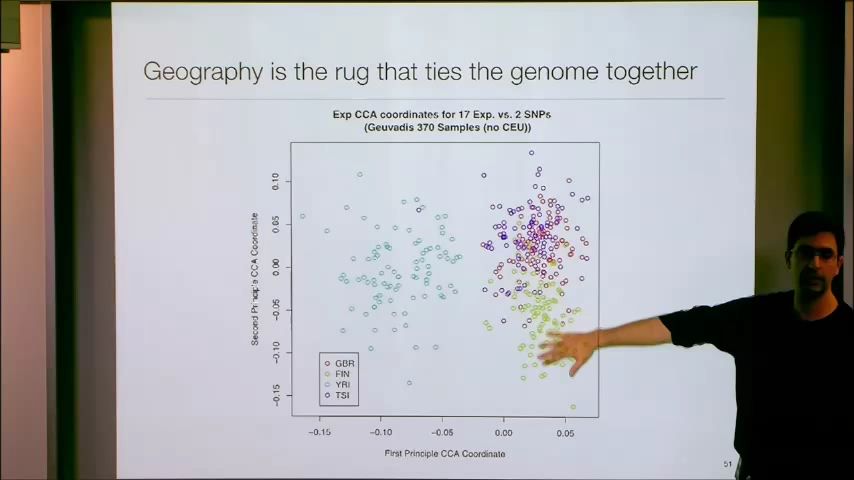 Geography is the rug that ties the genome together
Exp CCA coordinates for 17 Exp. vs. 2 SNPs
(Geuvadis 370 Samples (no CEU))
Second Principle CCA Coordinate
0.10
0.05
0.00
−0.05
−0.10
−0.15
GBR
FIN
YRI
TSI
−0.15 −0.10 −0.05 0.00 0.05
First Principle CCA Coordinate
51